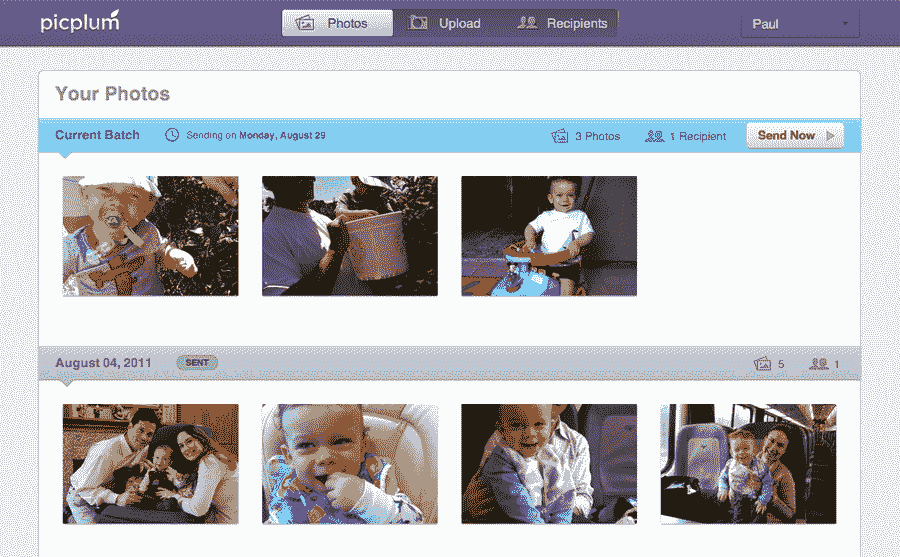 picplum
Photos
Upload
Recipients
Paul
Your Photos
Current Batch
Sending on Monday, August 29
3 Photos
1 Recipient
Send Now
August 04, 2011
SENT
5
1